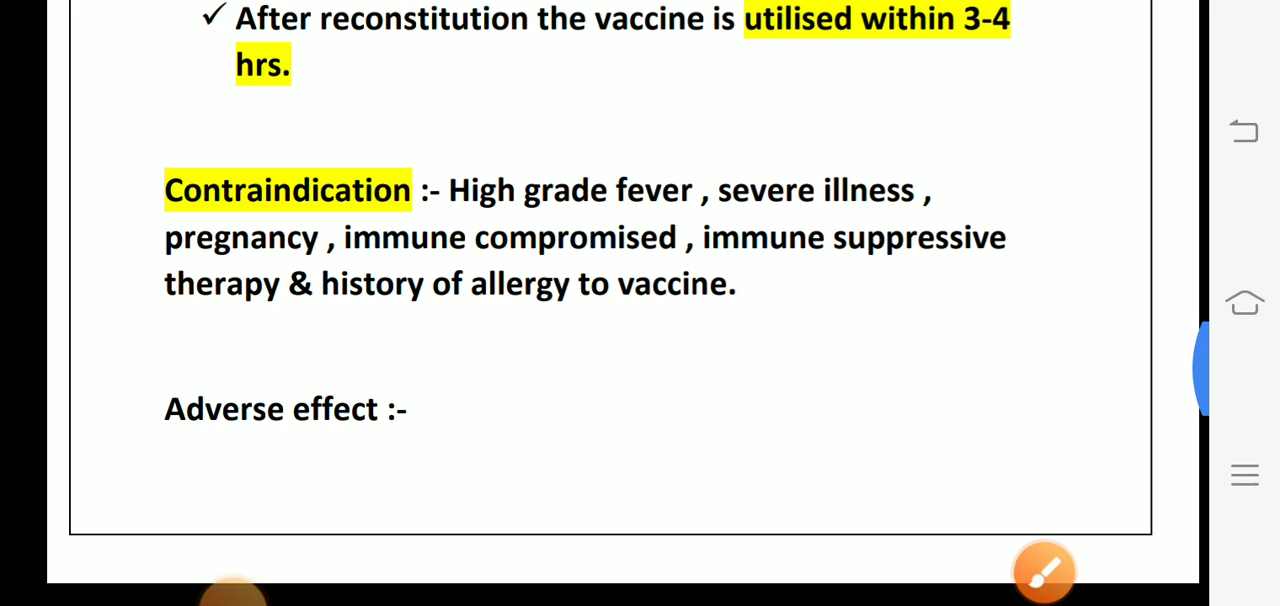 ✓ After reconstitution the vaccine is utilised within 3-4
hrs.
Contraindication :- High grade fever , severe illness ,
pregnancy , immune compromised , immune suppressive
therapy & history of allergy to vaccine.
Adverse effect :-